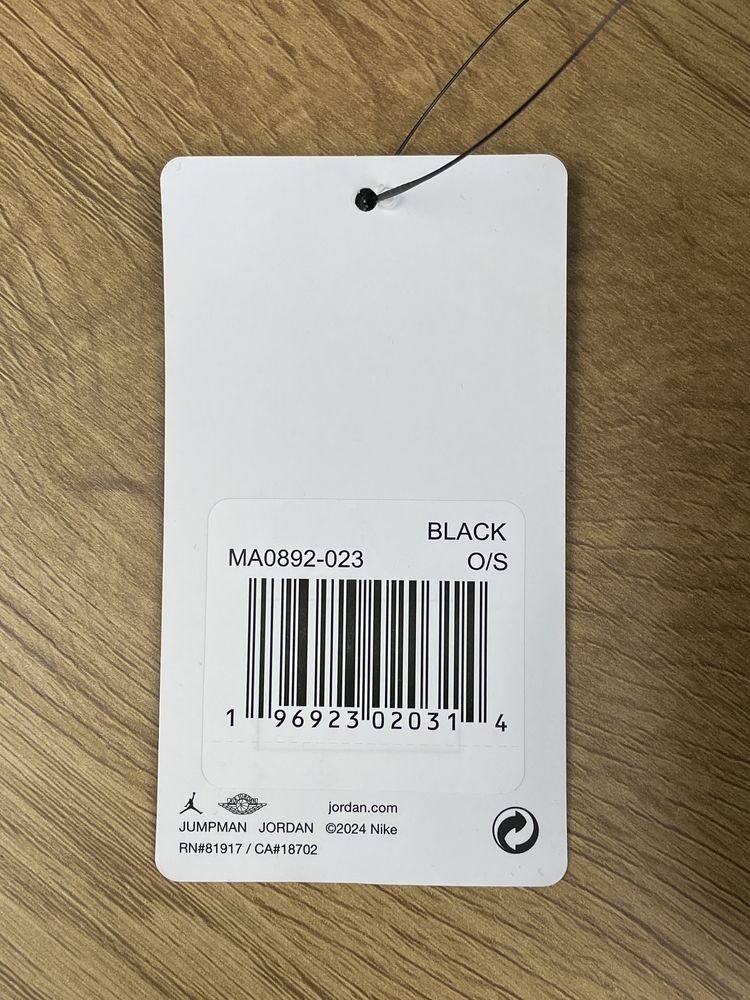 BLACK
MA0892-023
O/S
1 96923 02031 4
jordan.com
JUMPMAN JORDAN ©2024 Nike
RN#81917 / CA#18702